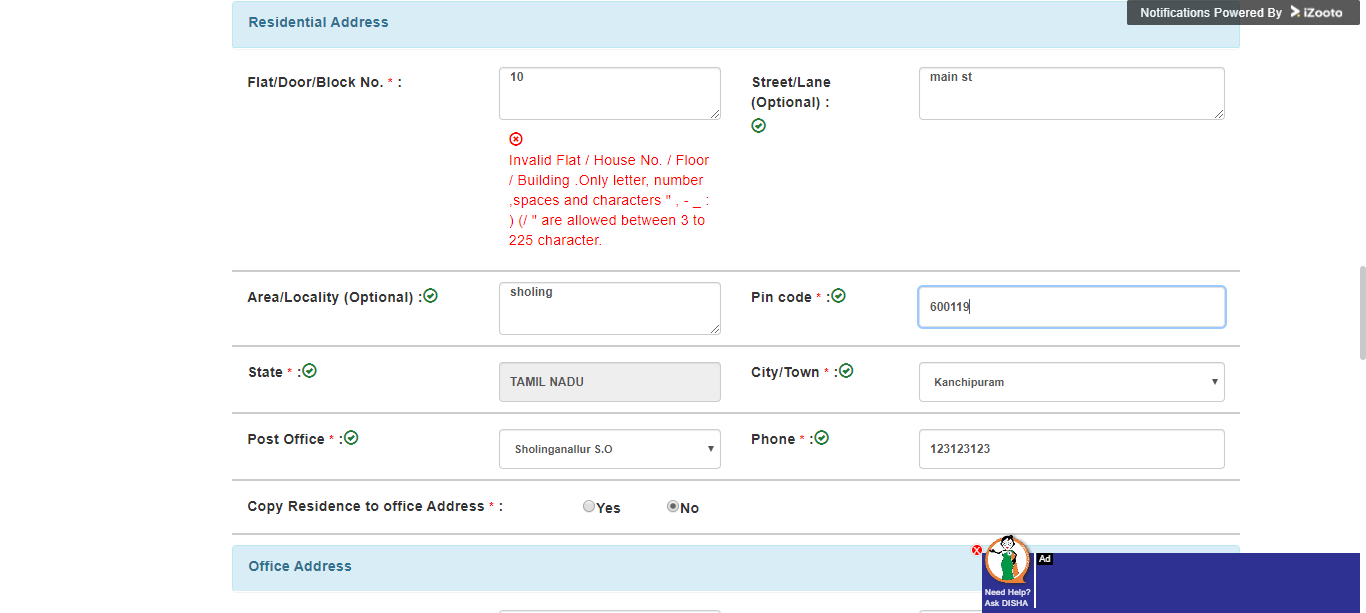 Residential Address
Notifications Powered By iZooto
Flat/Door/Block No. * :
10
Street/Lane
(Optional) :
main st
Invalid Flat / House No. / Floor
/ Building .Only letter, number
,spaces and characters " , - _ :
) (/ " are allowed between 3 to
225 character.
Area/Locality (Optional) :
sholing
Pin code * :
600119
State * :
TAMIL NADU
City/Town * :
Kanchipuram
Post Office * :
Sholinganallur S.O
Phone * :
123123123
Copy Residence to office Address * :
Yes
No
Office Address
Ad
Need Help?
Ask DISHA